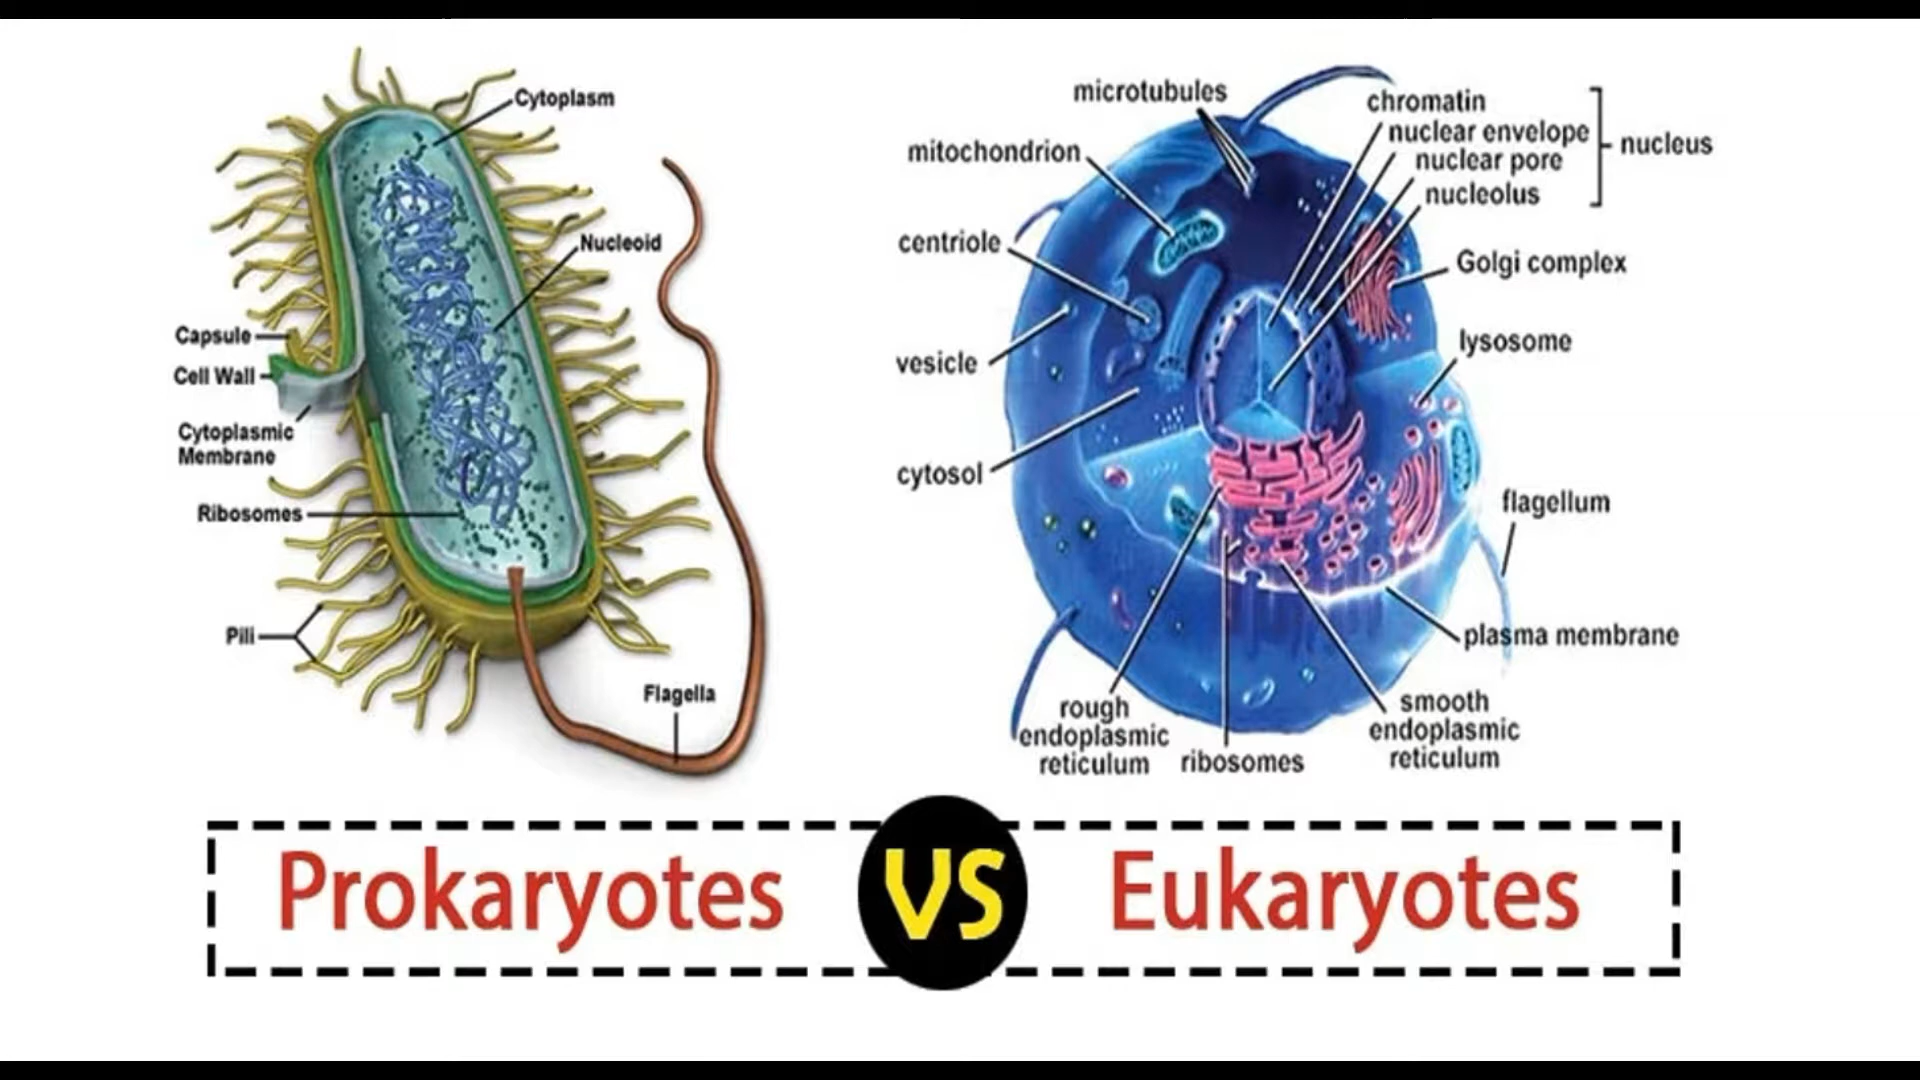 Cytoplasm
Nucleoid
Capsule
Cell Wall
Cytoplasmic
Membrane
Ribosomes
Pili
Flagella
microtubules
mitochondrion
centriole
vesicle
cytosol
chromatin
nuclear envelope
nuclear pore
nucleolus
nucleus
Golgi complex
lysosome
flagellum
plasma membrane
rough
endoplasmic
reticulum
ribosomes
smooth
endoplasmic
reticulum
Prokaryotes VS Eukaryotes